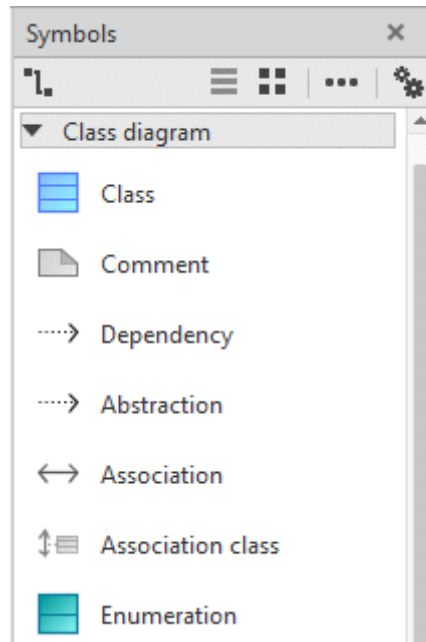 Symbols
Class diagram
Class
Comment
Dependency
Abstraction
Association
Association class
Enumeration